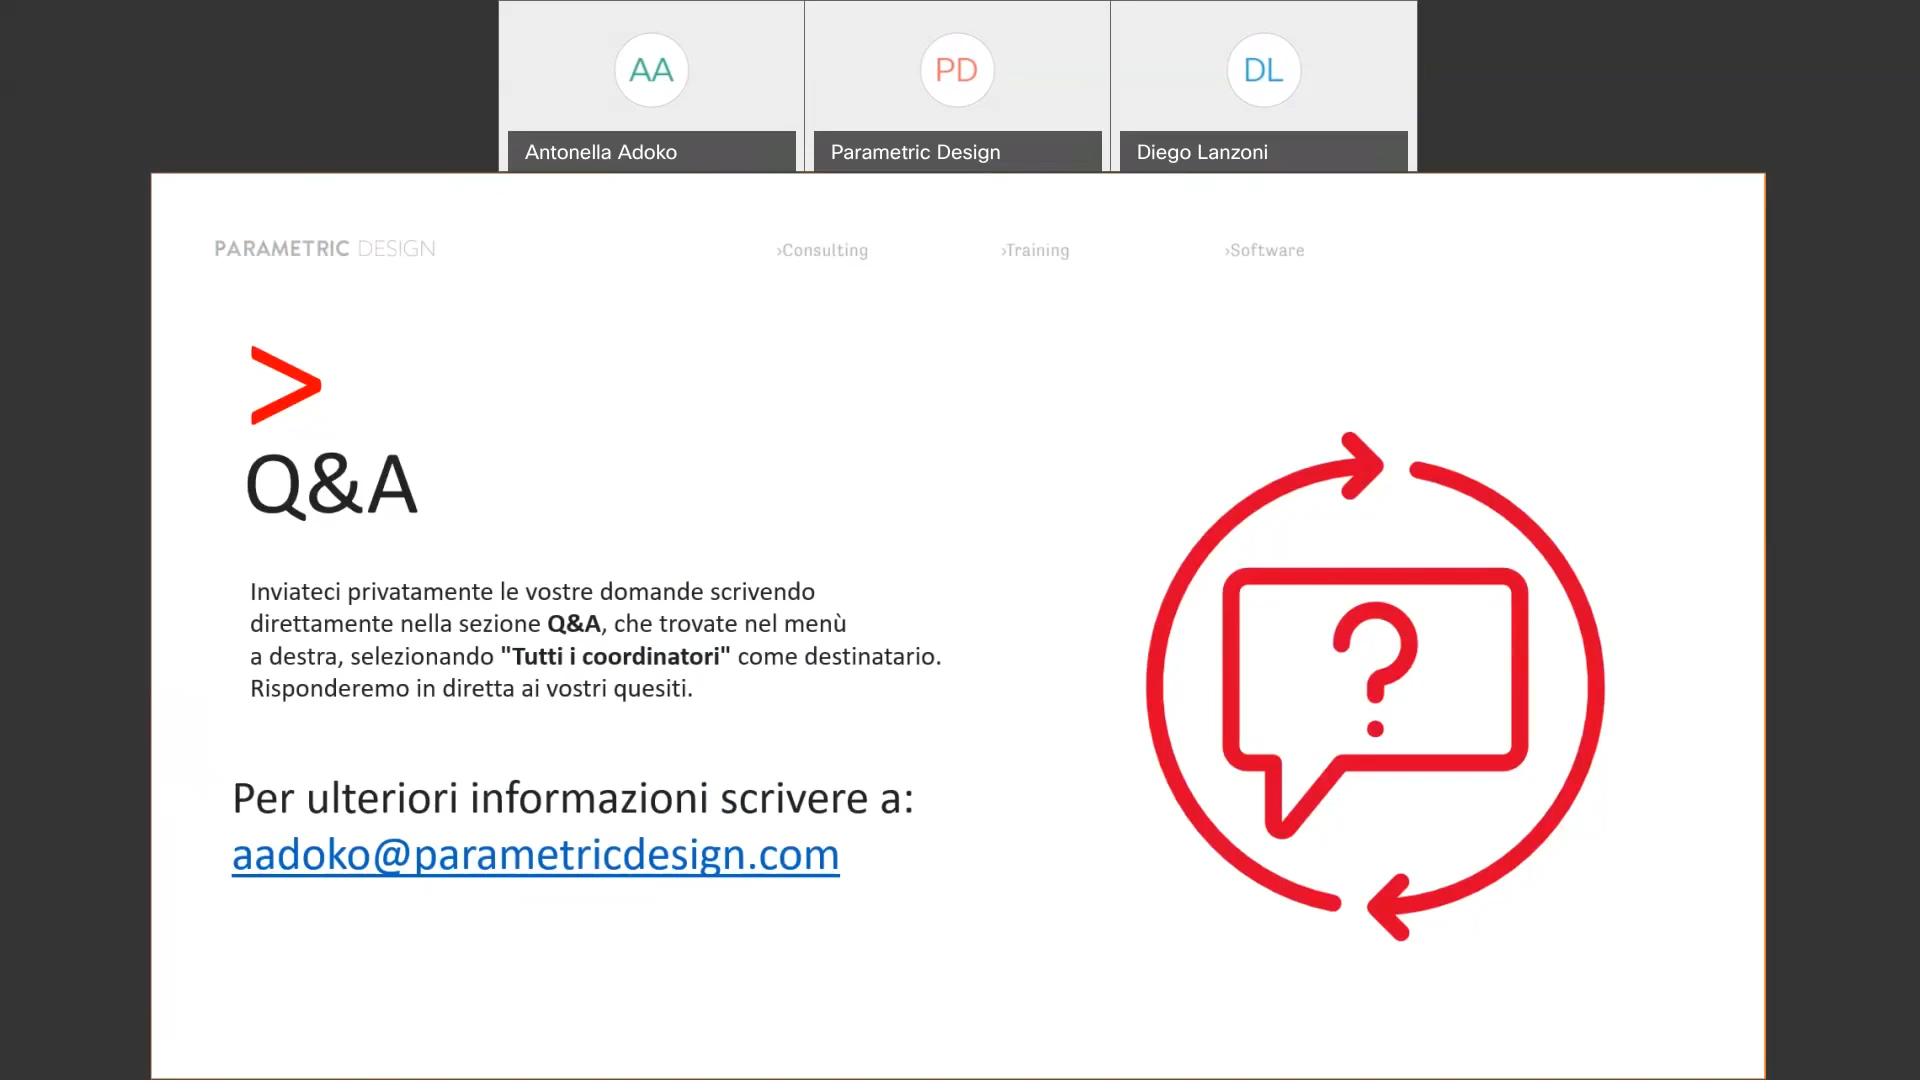 AA
PD
DL
Antonella Adoko
Parametric Design
Diego Lanzoni
PARAMETRIC DESIGN
›Consulting
›Training
›Software
>
Q&A
Inviateci privatamente le vostre domande scrivendo
direttamente nella sezione Q&A, che trovate nel menù
a destra, selezionando "Tutti i coordinatori" come destinatario.
Risponderemo in diretta ai vostri quesiti.
?
Per ulteriori informazioni scrivere a:
aadoko@parametricdesign.com